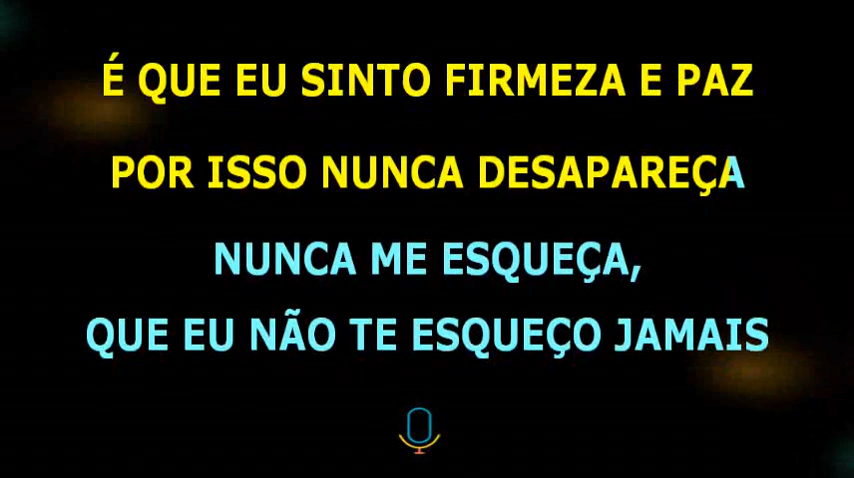 É QUE EU SINTO FIRMEZA E PAZ
POR ISSO NUNCA DESAPAREÇA
NUNCA ME ESQUEÇA,
QUE EU NÃO TE ESQUEÇO JAMAIS